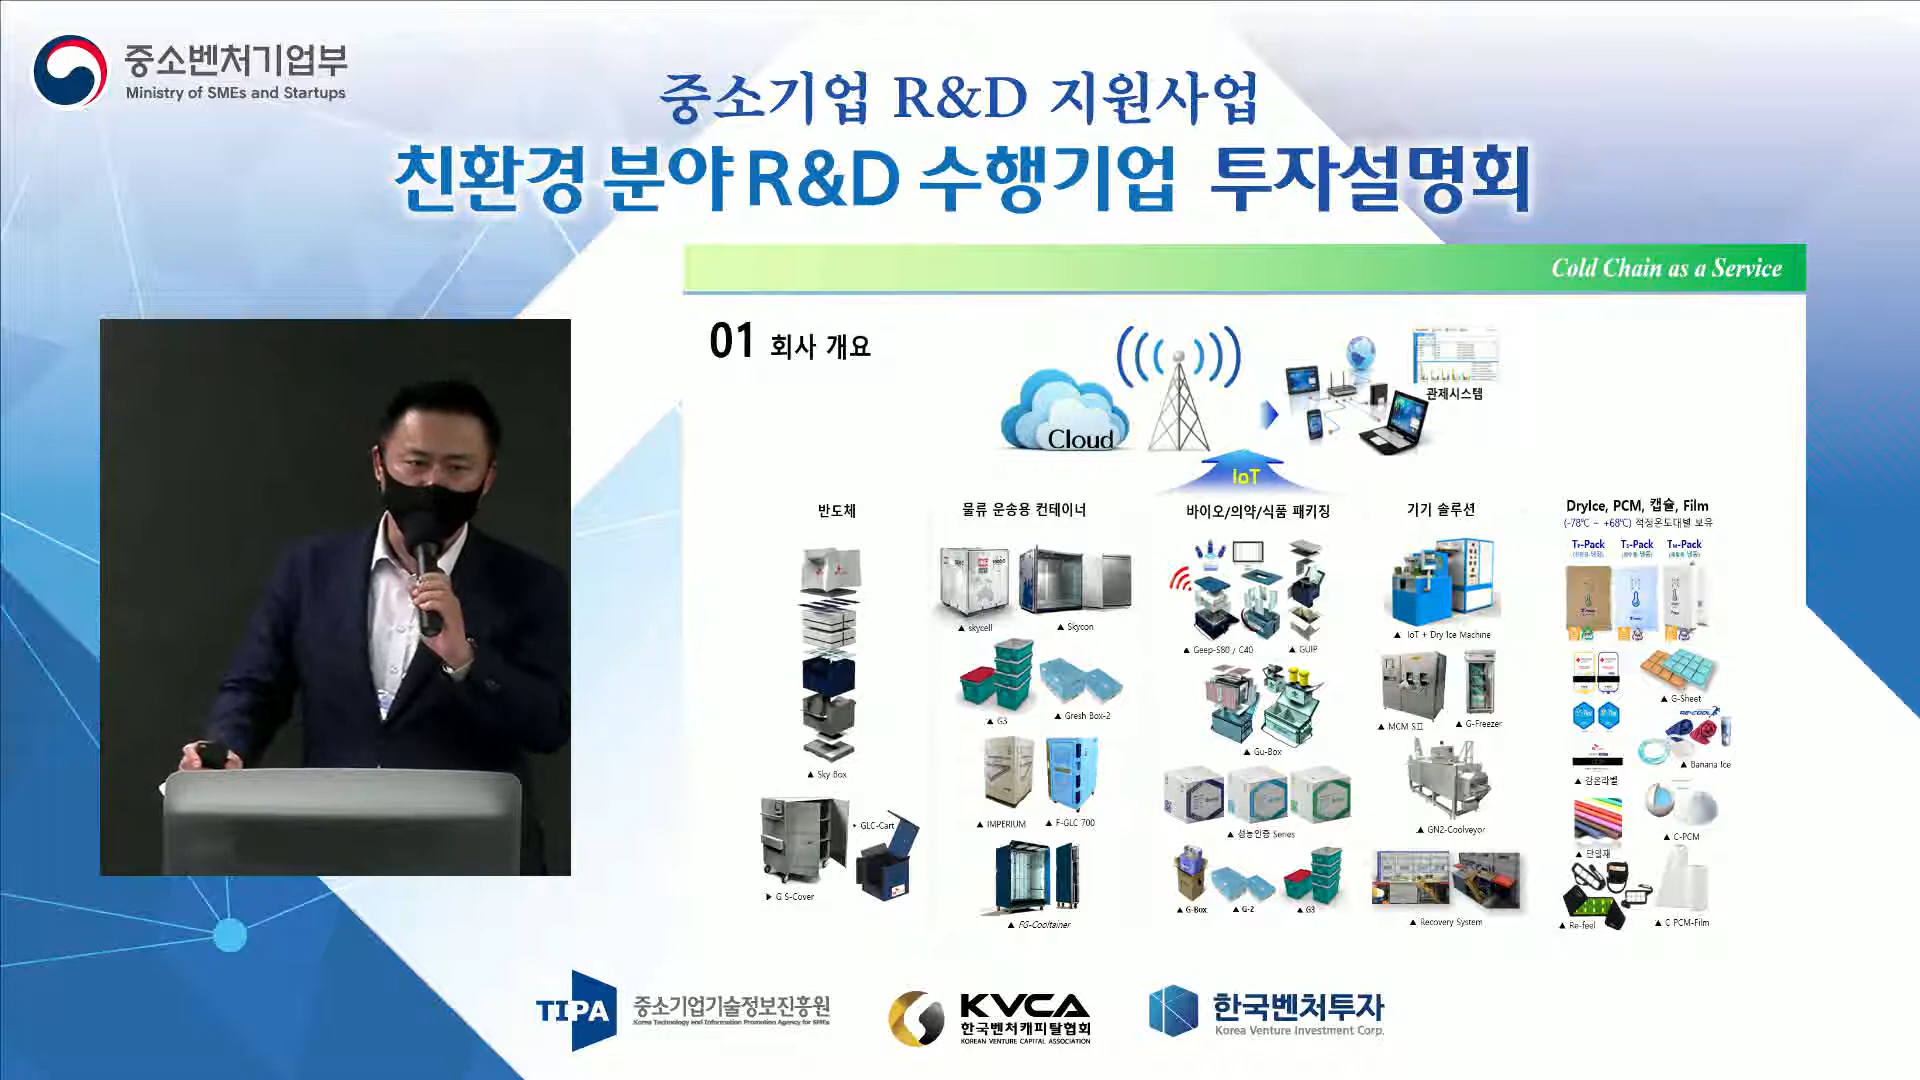 중소벤처기업부
Ministry of SMEs and Startups
중소기업 R&D 지원사업
친환경 분야 R&D 수행기업 투자설명회
Cold Chain as a Service
01 회사 개요
Cloud
관제시스템
IoT
반도체
▲ Sky Box
▸ GLC-Cart
▶ G S-Cover
물류 운송용 컨테이너
▲ skycell
▲ Skycon
▲ G3
▲ Gresh Box-2
▲ IMPERIUM
▲ F-GLC 700
▲ FG-Cooltainer
바이오/의약/식품 패키징
▲ Geep-S80 / C40
▲ GUIP
▲ Gu-Box
▲ 성능인증 Series
▲ G-Box
▲ G-2
▲ G3
기기 솔루션
▲ IoT + Dry Ice Machine
▲ MCM SⅡ
▲ G-Freezer
▲ GN2-Coolveyor
▲ Recovery System
DryIce, PCM, 캡슐, Film
(-78℃ ~ +68℃) 적정온도대별 보유
-Pack
-Pack
-Pack
▲ G-Sheet
RE-COOL
▲ Banana Ice
▲ 감온라벨
▲ C-PCM
▲ 단열재
▲ Re-feel
▲ C PCM-Film
TIPA 중소기업기술정보진흥원
Korea Technology and Information Promotion Agency for SMEs
KVCA
한국벤처캐피탈협회
KOREAN VENTURE CAPITAL ASSOCIATION
한국벤처투자
Korea Venture Investment Corp.